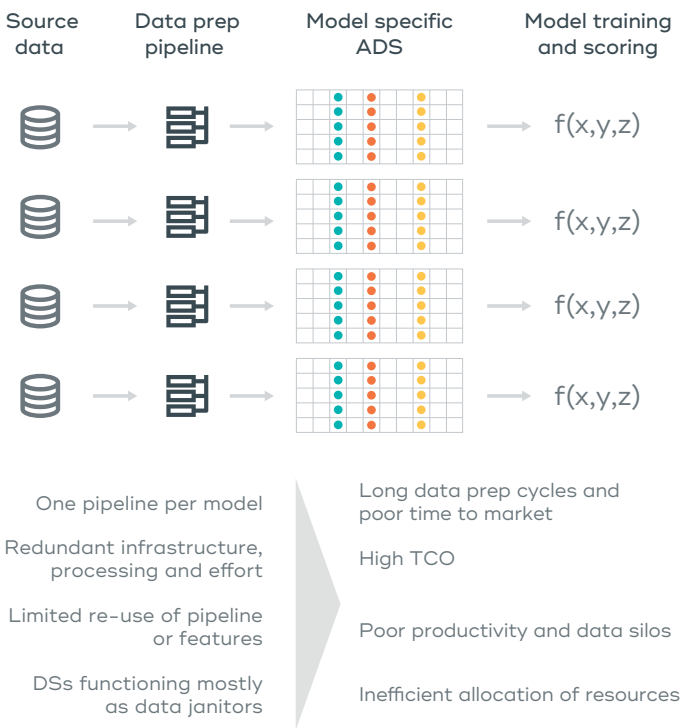 Source data
Data prep pipeline
Model specific ADS
Model training and scoring
f(x,y,z)
f(x,y,z)
f(x,y,z)
f(x,y,z)
One pipeline per model
Redundant infrastructure,
processing and effort
Limited re-use of pipeline
or features
DSs functioning mostly
as data janitors
Long data prep cycles and
poor time to market
High TCO
Poor productivity and data silos
Inefficient allocation of resources